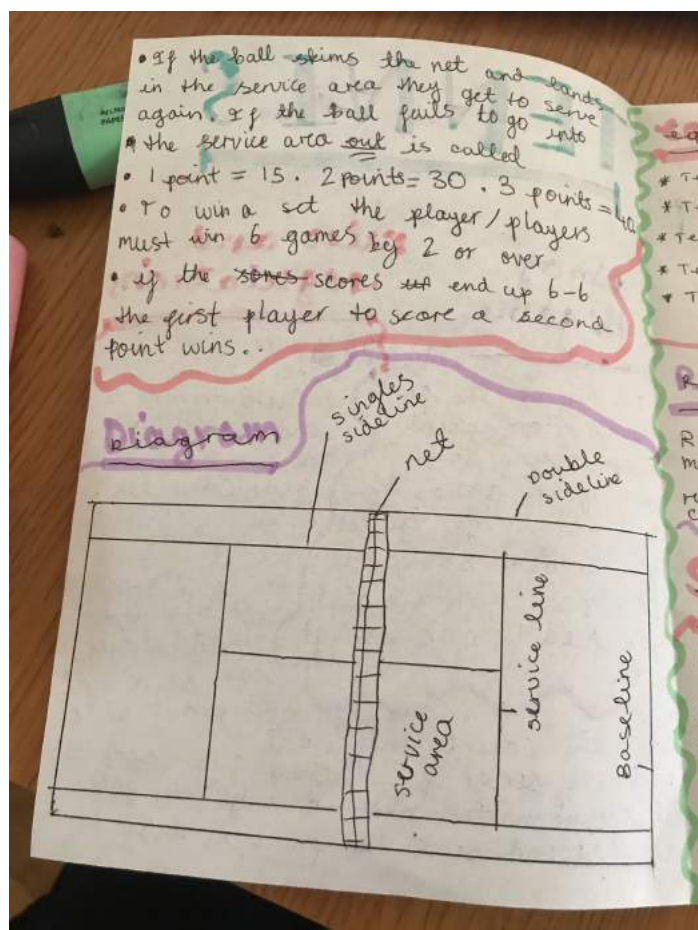 • If the ball skims the net and lands
in the service area they get to serve
again. If the ball fails to go into
• the service area out is called
• 1 point = 15 • 2 points = 30 • 3 points = 40
• To win a set the player/players
must win 6 games by 2 or over
• if the scores end up 6-6
the first player to score a second
point wins..
Diagram
singles
sideline
net
Double
sideline
service
area
service line
Baseline